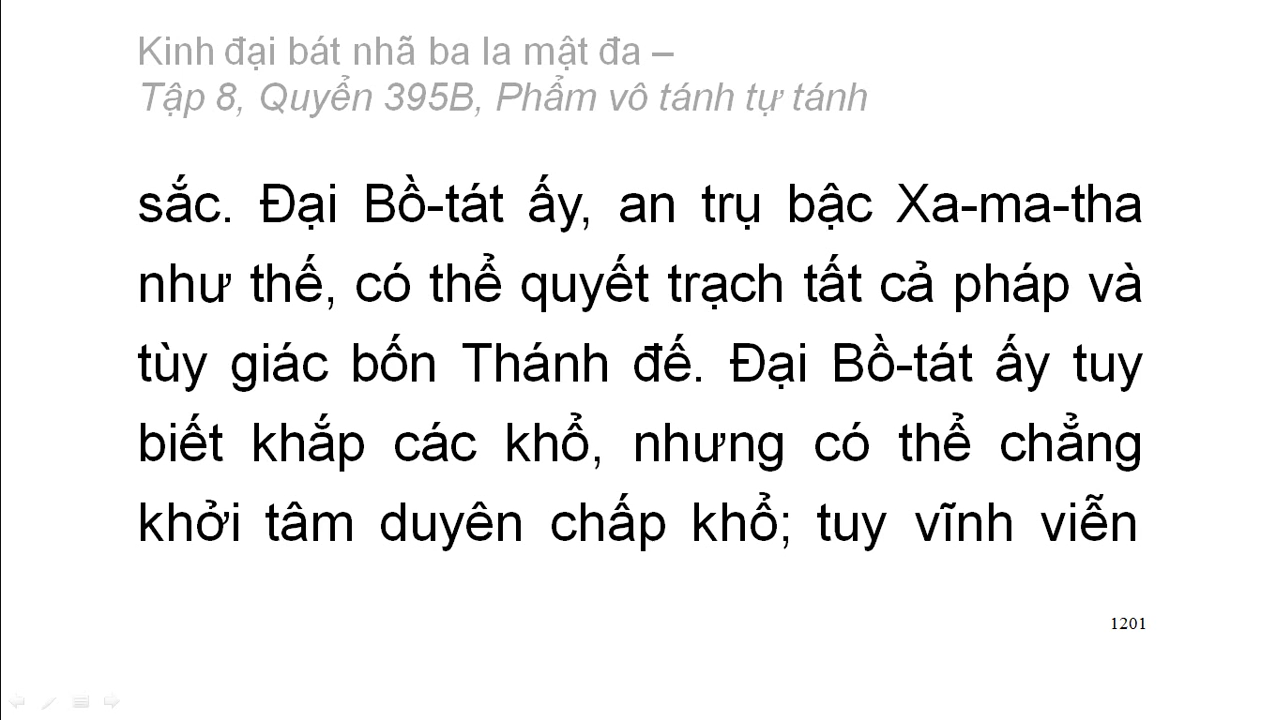 Kinh đại bát nhã ba la mật đa –
Tập 8, Quyển 395B, Phẩm vô tánh tự tánh
sắc. Đại Bồ-tát ấy, an trụ bậc Xa-ma-tha
như thế, có thể quyết trạch tất cả pháp và
tùy giác bốn Thánh đế. Đại Bồ-tát ấy tuy
biết khắp các khổ, nhưng có thể chẳng
khởi tâm duyên chấp khổ; tuy vĩnh viễn
1201